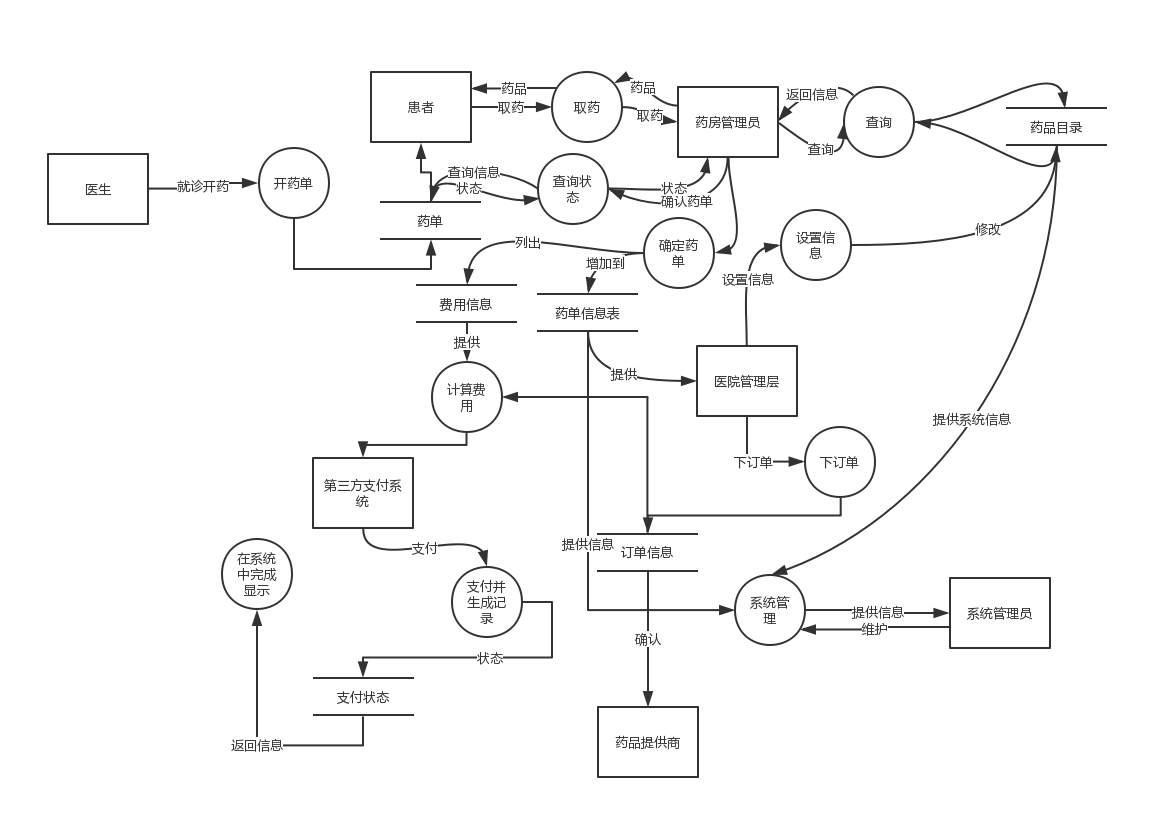 药品
药品
返回信息
患者
取药
取药
取药
药房管理员
查询
药品目录
查询
查询信息
医生
就诊开药
开药单
状态
查询状
态
状态
确认药单
药单
列出
确定药
单
设置信
息
修改
增加到
设置信息
费用信息
药单信息表
提供
提供
医院管理层
计算费
用
提供系统信息
下订单
下订单
第三方支付系
统
支付
提供信息
订单信息
在系统
中完成
显示
支付并
生成记
录
系统管
理
提供信息
维护
系统管理员
确认
状态
支付状态
返回信息
药品提供商